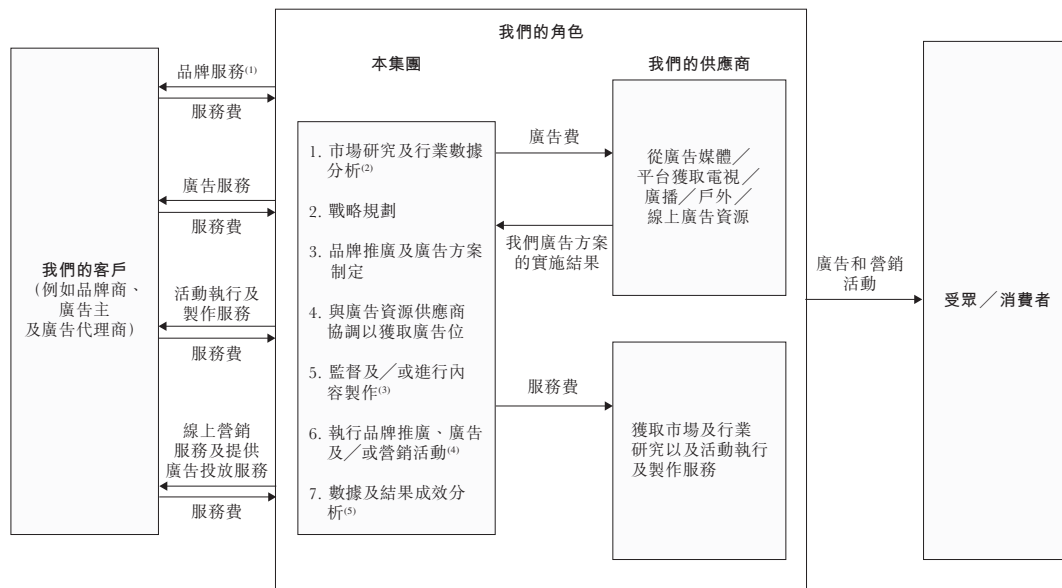 我們的角色
本集團
我們的供應商
我們的客戶
(例如品牌商、
廣告主
及廣告代理商)
品牌服務(1)
服務費
廣告服務
服務費
活動執行及
製作服務
服務費
線上營銷
服務及提供
廣告投放服務
服務費
1. 市場研究及行業數據
分析(2)
2. 戰略規劃
3. 品牌推廣及廣告方案
制定
4. 與廣告資源供應商
協調以獲取廣告位
5. 監督及／或進行內
容製作(3)
6. 執行品牌推廣、廣告
及／或營銷活動(4)
7. 數據及結果成效分
析(5)
廣告費
我們廣告方案
的實施結果
服務費
從廣告媒體／
平台獲取電視／
廣播／戶外／
線上廣告資源
獲取市場及行業
研究以及活動執行
及製作服務
廣告和營銷
活動
受眾／消費者